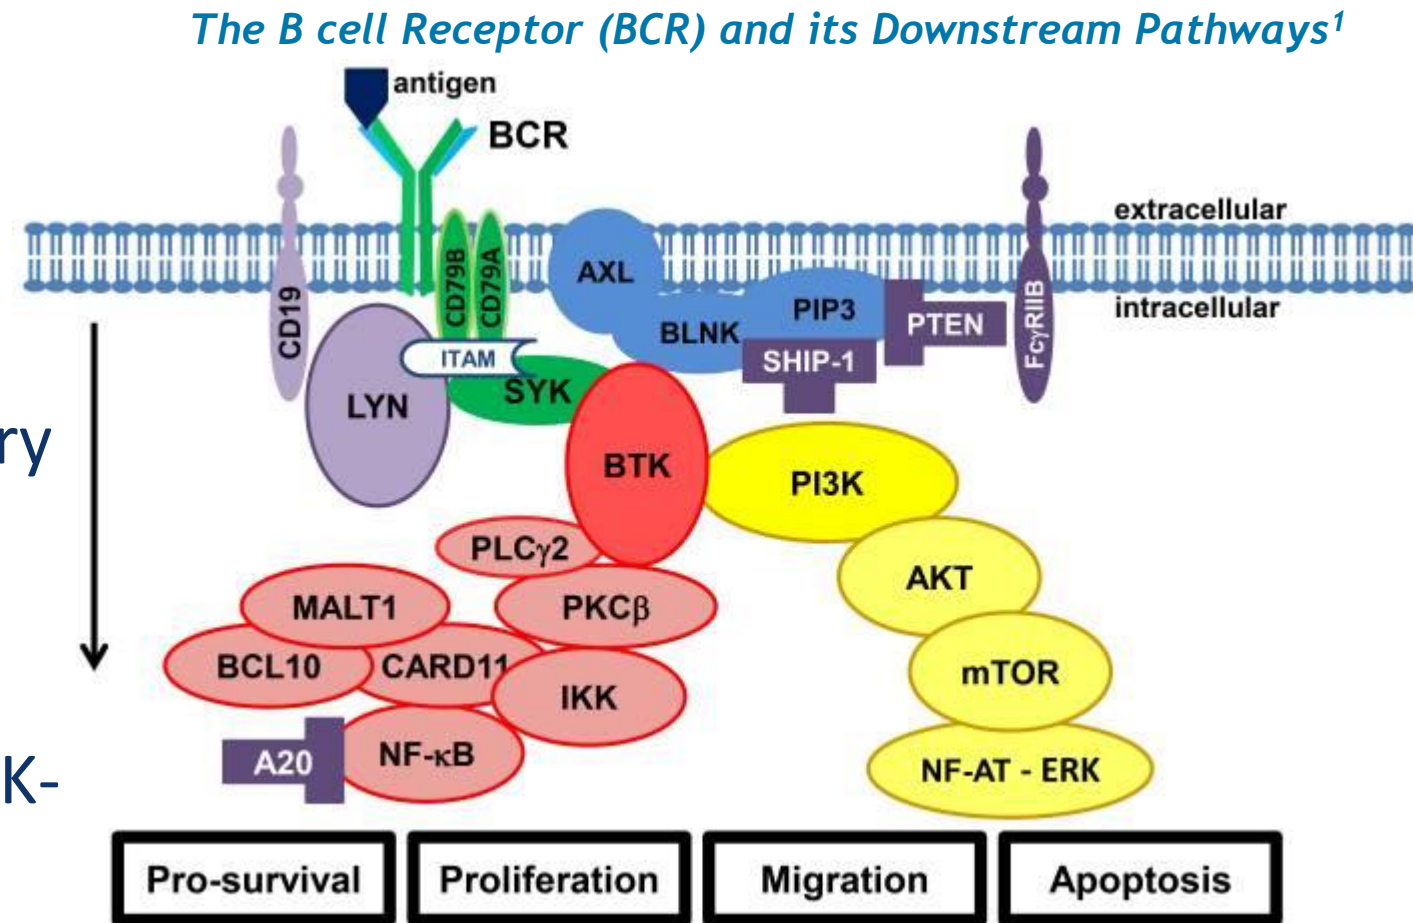 The B cell Receptor (BCR) and its Downstream Pathways¹
antigen
BCR
extracellular
intracellular
CD19
CD79B
CD79A
AXL
BLNK
PIP3
PTEN
FcγRIIB
SHIP-1
ITAM
SYK
LYN
ry
BTK
PI3K
PLCγ2
AKT
MALT1
PKCβ
BCL10
CARD11
IKK
mTOR
A20
NF-κB
NF-AT - ERK
K-
Pro-survival
Proliferation
Migration
Apoptosis